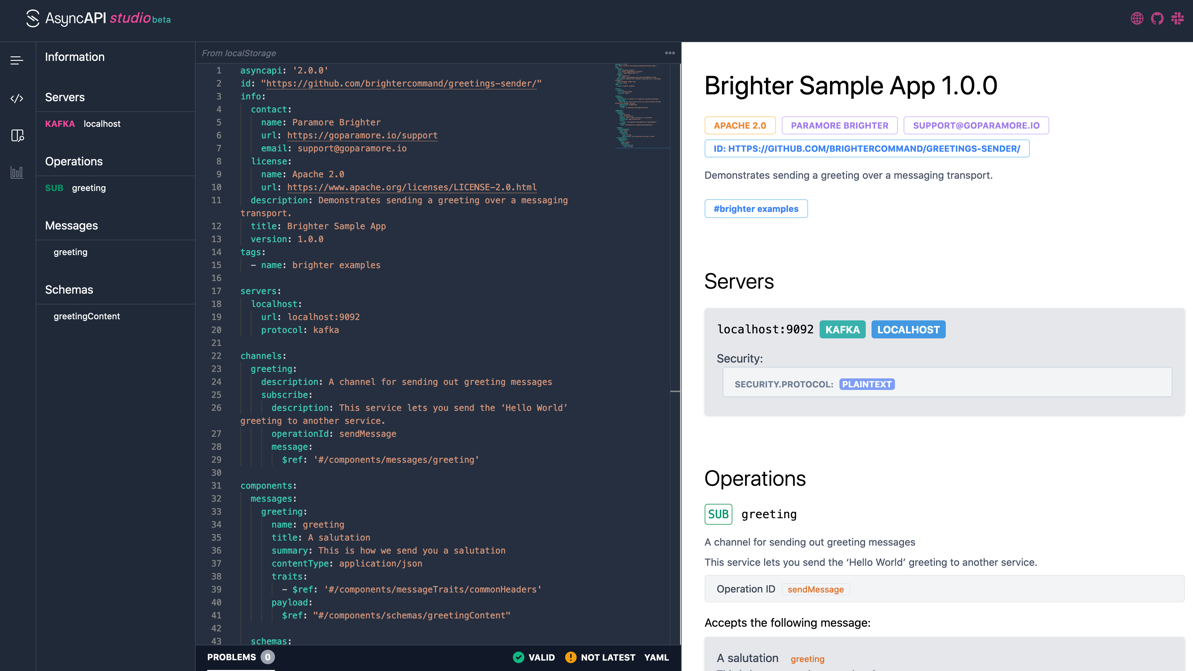 AsyncAPI studio beta
Information
Servers
KAFKA localhost
Operations
SUB greeting
Messages
greeting
Schemas
greetingContent
From localStorage
1 asyncapi: '2.0.0'
2 id: "https://github.com/brightercommand/greetings-sender/"
3 info:
4 contact:
5 name: Paramore Brighter
6 url: https://goparamore.io/support
7 email: support@goparamore.io
8 license:
9 name: Apache 2.0
10 url: https://www.apache.org/licenses/LICENSE-2.0.html
11 description: Demonstrates sending a greeting over a messaging
transport.
12 title: Brighter Sample App
13 version: 1.0.0
14 tags:
15 - name: brighter examples
16
17 servers:
18 localhost:
19 url: localhost:9092
20 protocol: kafka
21
22 channels:
23 greeting:
24 description: A channel for sending out greeting messages
25 subscribe:
26 description: This service lets you send the ‘Hello World’
greeting to another service.
27 operationId: sendMessage
28 message:
29 $ref: '#/components/messages/greeting'
30
31 components:
32 messages:
33 greeting:
34 name: greeting
35 title: A salutation
36 summary: This is how we send you a salutation
37 contentType: application/json
38 traits:
39 - $ref: '#/components/messageTraits/commonHeaders'
40 payload:
41 $ref: "#/components/schemas/greetingContent"
42
43 schemas:
PROBLEMS 0 VALID NOT LATEST YAML
Brighter Sample App 1.0.0
APACHE 2.0 PARAMORE BRIGHTER SUPPORT@GOPARAMORE.IO
ID: HTTPS://GITHUB.COM/BRIGHTERCOMMAND/GREETINGS-SENDER/
Demonstrates sending a greeting over a messaging transport.
#brighter examples
Servers
localhost:9092 KAFKA LOCALHOST
Security:
SECURITY.PROTOCOL: PLAINTEXT
Operations
SUB greeting
A channel for sending out greeting messages
This service lets you send the ‘Hello World’ greeting to another service.
Operation ID sendMessage
Accepts the following message:
A salutation greeting